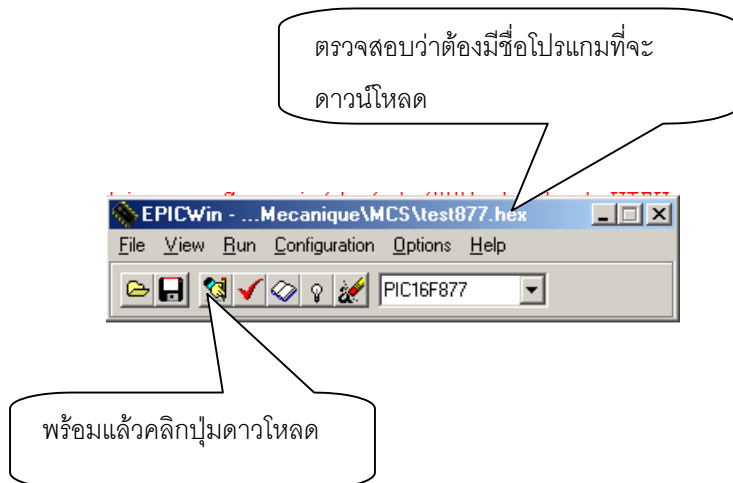 ตรวจสอบว่าต้องมีชื่อโปรแกมที่จะ
ดาวน์โหลด
EPICWin - ...Mecanique\MCS\test877.hex
File View Run Configuration Options Help
PIC16F877
พร้อมแล้วคลิกปุ่มดาวโหลด